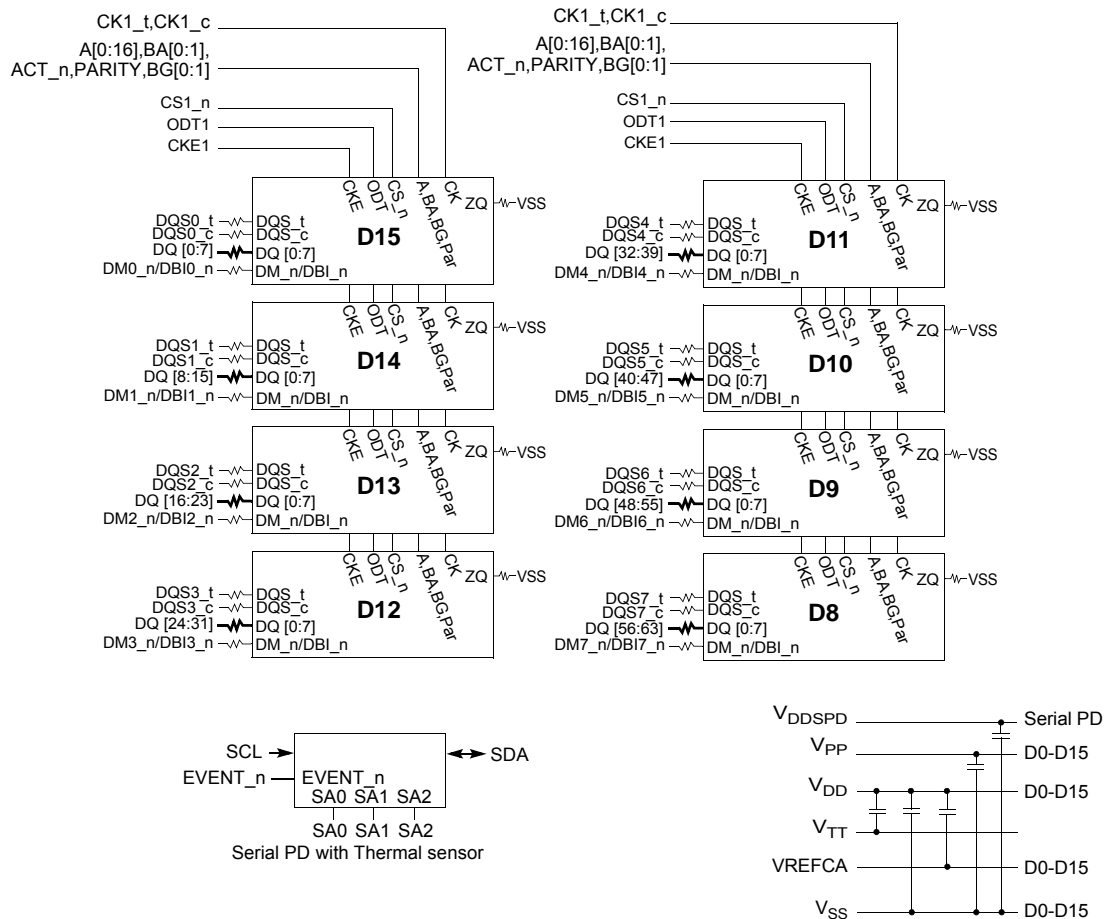 CK1_t,CK1_c
A[0:16],BA[0:1],
ACT_n,PARITY,BG[0:1]
CS1_n
ODT1
CKE1
CKE
ODT
CS_n
A,BA,BG,Par
CK
ZQ
VSS
DQS0_t
DQS0_c
DQ [0:7]
DM0_n/DBI0_n
DQS_t
DQS_c
DQ [0:7]
DM_n/DBI_n
D15
CKE
ODT
CS_n
A,BA,BG,Par
CK
ZQ
VSS
DQS1_t
DQS1_c
DQ [8:15]
DM1_n/DBI1_n
DQS_t
DQS_c
DQ [0:7]
DM_n/DBI_n
D14
CKE
ODT
CS_n
A,BA,BG,Par
CK
ZQ
VSS
DQS2_t
DQS2_c
DQ [16:23]
DM2_n/DBI2_n
DQS_t
DQS_c
DQ [0:7]
DM_n/DBI_n
D13
CKE
ODT
CS_n
A,BA,BG,Par
CK
ZQ
VSS
DQS3_t
DQS3_c
DQ [24:31]
DM3_n/DBI3_n
DQS_t
DQS_c
DQ [0:7]
DM_n/DBI_n
D12
CK1_t,CK1_c
A[0:16],BA[0:1],
ACT_n,PARITY,BG[0:1]
CS1_n
ODT1
CKE1
CKE
ODT
CS_n
A,BA,BG,Par
CK
ZQ
VSS
DQS4_t
DQS4_c
DQ [32:39]
DM4_n/DBI4_n
DQS_t
DQS_c
DQ [0:7]
DM_n/DBI_n
D11
CKE
ODT
CS_n
A,BA,BG,Par
CK
ZQ
VSS
DQS5_t
DQS5_c
DQ [40:47]
DM5_n/DBI5_n
DQS_t
DQS_c
DQ [0:7]
DM_n/DBI_n
D10
CKE
ODT
CS_n
A,BA,BG,Par
CK
ZQ
VSS
DQS6_t
DQS6_c
DQ [48:55]
DM6_n/DBI6_n
DQS_t
DQS_c
DQ [0:7]
DM_n/DBI_n
D9
CKE
ODT
CS_n
A,BA,BG,Par
CK
ZQ
VSS
DQS7_t
DQS7_c
DQ [56:63]
DM7_n/DBI7_n
DQS_t
DQS_c
DQ [0:7]
DM_n/DBI_n
D8
SCL
SDA
EVENT_n
EVENT_n
SA0 SA1 SA2
SA0 SA1 SA2
Serial PD with Thermal sensor
VDDSPD Serial PD
VPP D0-D15
VDD D0-D15
VTT
VREFCA D0-D15
VSS D0-D15